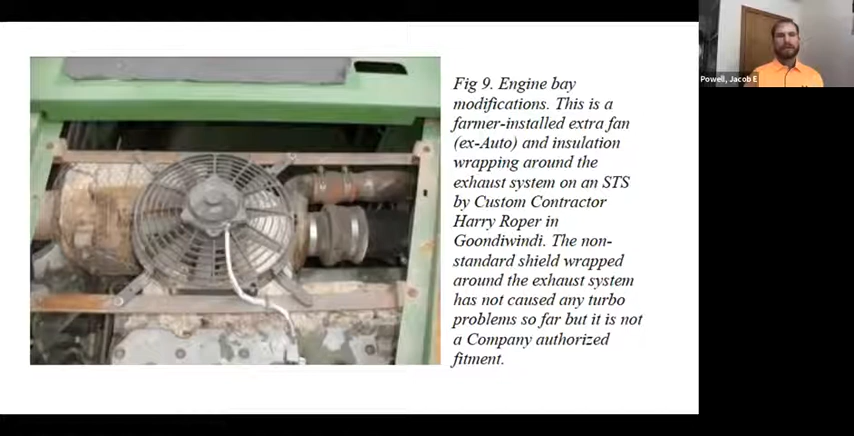 Fig 9. Engine bay
modifications. This is a
farmer-installed extra fan
(ex-Auto) and insulation
wrapping around the
exhaust system on an STS
by Custom Contractor
Harry Roper in
Goondiwindi. The non-
standard shield wrapped
around the exhaust system
has not caused any turbo
problems so far but it is not
a Company authorized
fitment.
Powell, Jacob E